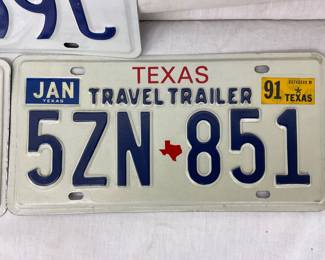 TEXAS
JAN 91
TEXAS TEXAS
TRAVEL TRAILER
5ZN 851